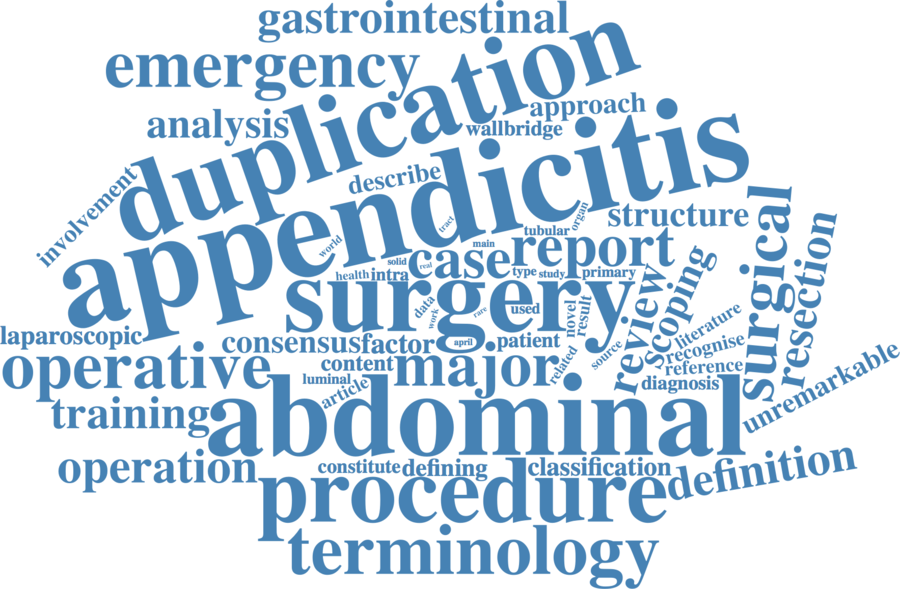 gastrointestinal
emergency
duplication
approach
analysis
wallbridge
appendicitis
describe
involvement
structure
organ
tubular
tract
world
main
report
case
solid
real
health
intra
type
study
primary
surgical
resection
surgery
scoping
review
data
work
rare
used
novel
result
literature
laparoscopic
consensus
factor
april
patient
source
recognise
reference
operative
content
major
related
diagnosis
luminal
article
unremarkable
training
abdominal
operation
constitute
defining
classification
definition
procedure
terminology